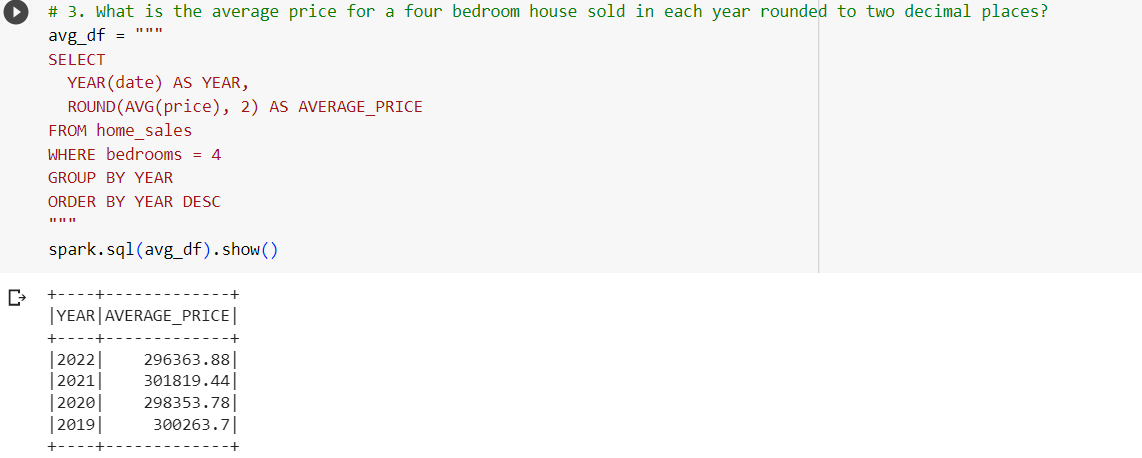 # 3. What is the average price for a four bedroom house sold in each year rounded to two decimal places?
avg_df = """
SELECT
  YEAR(date) AS YEAR,
  ROUND(AVG(price), 2) AS AVERAGE_PRICE
FROM home_sales
WHERE bedrooms = 4
GROUP BY YEAR
ORDER BY YEAR DESC
"""
spark.sql(avg_df).show()
+----+-------------+
|YEAR|AVERAGE_PRICE|
+----+-------------+
|2022|    296363.88|
|2021|    301819.44|
|2020|    298353.78|
|2019|     300263.7|
+----+-------------+